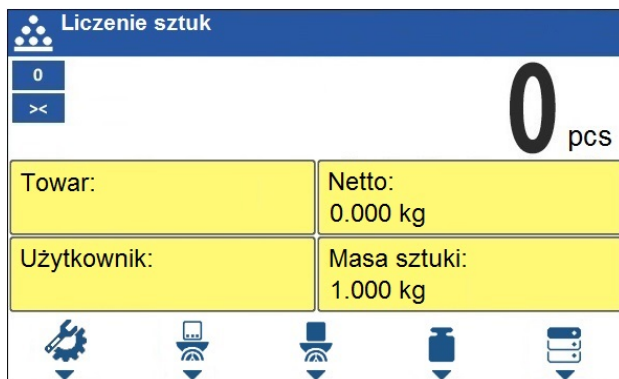 Liczenie sztuk
0
><
0 pcs
Towar:
Netto:
0.000 kg
Użytkownik:
Masa sztuki:
1.000 kg